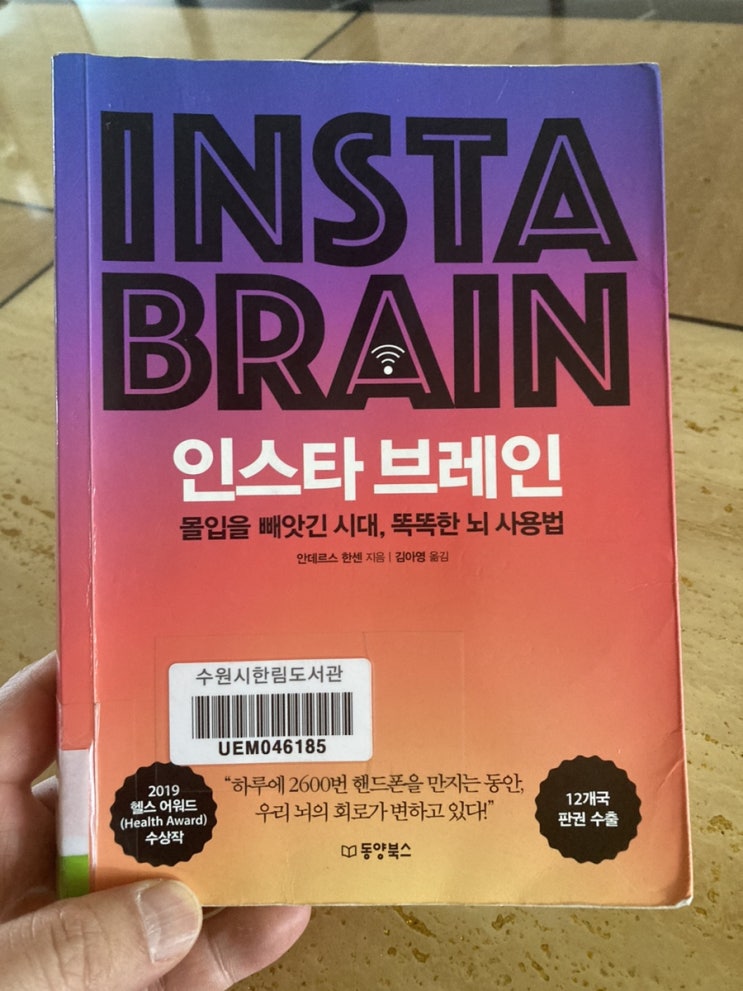 INSTA
BRAIN
인스타 브레인
몰입을 빼앗긴 시대, 똑똑한 뇌 사용법
안데르스 한센 지음 | 김아영 옮김
수원시한림도서관
UEM046185
2019
헬스 어워드
(Health Award)
수상작
“하루에 2600번 핸드폰을 만지는 동안,
우리 뇌의 회로가 변하고 있다!”
12개국
판권 수출
동양북스